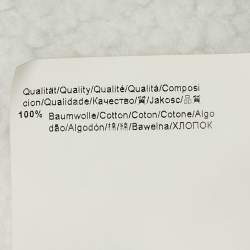 Qualität/Quality/Qualité/Qualità/Composi
cion/Qualidade/Качество/質/Jakosc/品質
100% Baumwolle/Cotton/Coton/Cotone/Algo
dão/Algodón/棉/綿/Bawelna/ХЛОПОК